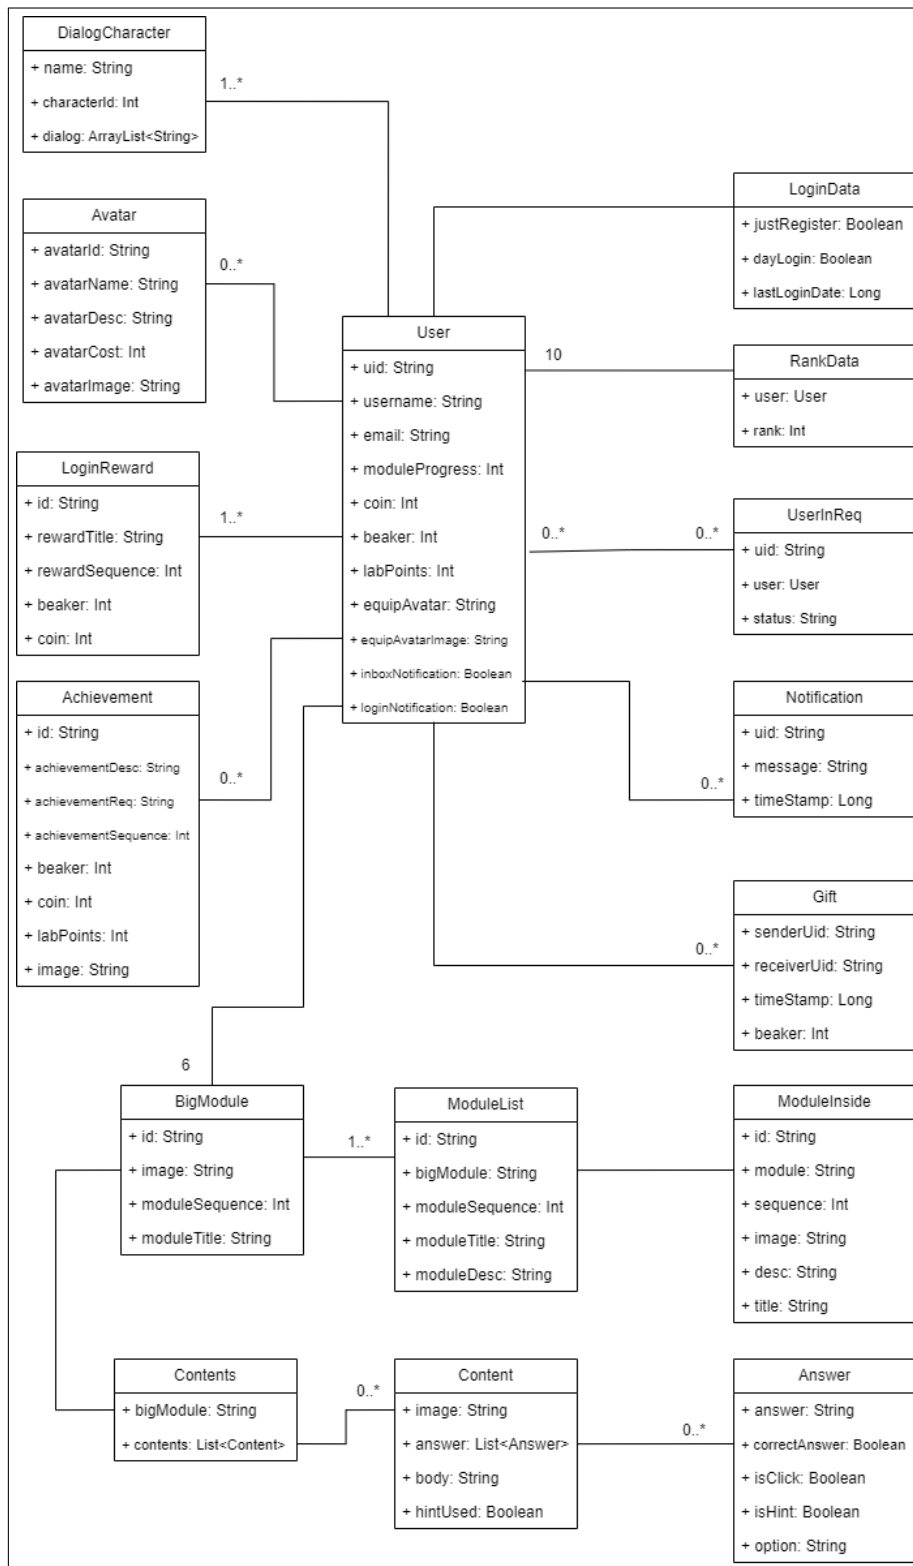 DialogCharacter
+ name: String
+ characterId: Int
+ dialog: ArrayList<String>
1..*
Avatar
+ avatarId: String
+ avatarName: String
+ avatarDesc: String
+ avatarCost: Int
+ avatarImage: String
0..*
LoginData
+ justRegister: Boolean
+ dayLogin: Boolean
+ lastLoginDate: Long
User
+ uid: String
+ username: String
+ email: String
+ moduleProgress: Int
+ coin: Int
+ beaker: Int
+ labPoints: Int
+ equipAvatar: String
+ equipAvatarImage: String
+ inboxNotification: Boolean
+ loginNotification: Boolean
10
RankData
+ user: User
+ rank: Int
LoginReward
+ id: String
+ rewardTitle: String
+ rewardSequence: Int
+ beaker: Int
+ coin: Int
1..*
0..*
0..*
UserInReq
+ uid: String
+ user: User
+ status: String
Achievement
+ id: String
+ achievementDesc: String
+ achievementReq: String
+ achievementSequence: Int
+ beaker: Int
+ coin: Int
+ labPoints: Int
+ image: String
0..*
Notification
+ uid: String
+ message: String
+ timeStamp: Long
0..*
Gift
+ senderUid: String
+ receiverUid: String
+ timeStamp: Long
+ beaker: Int
0..*
6
BigModule
+ id: String
+ image: String
+ moduleSequence: Int
+ moduleTitle: String
1..*
ModuleList
+ id: String
+ bigModule: String
+ moduleSequence: Int
+ moduleTitle: String
+ moduleDesc: String
ModuleInside
+ id: String
+ module: String
+ sequence: Int
+ image: String
+ desc: String
+ title: String
Contents
+ bigModule: String
+ contents: List<Content>
0..*
Content
+ image: String
+ answer: List<Answer>
+ body: String
+ hintUsed: Boolean
0..*
Answer
+ answer: String
+ correctAnswer: Boolean
+ isClick: Boolean
+ isHint: Boolean
+ option: String